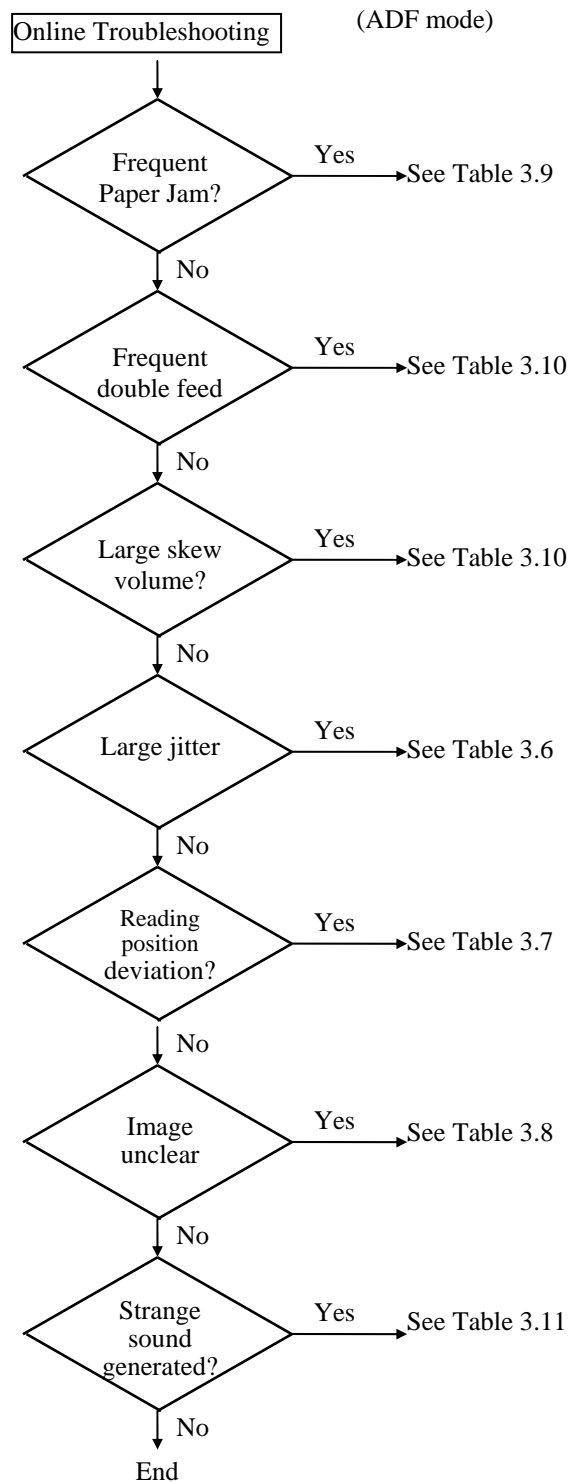 Online Troubleshooting
(ADF mode)
Frequent
Paper Jam?
Yes
See Table 3.9
No
Frequent
double feed
Yes
See Table 3.10
No
Large skew
volume?
Yes
See Table 3.10
No
Large jitter
Yes
See Table 3.6
No
Reading
position
deviation?
Yes
See Table 3.7
No
Image
unclear
Yes
See Table 3.8
No
Strange
sound
generated?
Yes
See Table 3.11
No
End